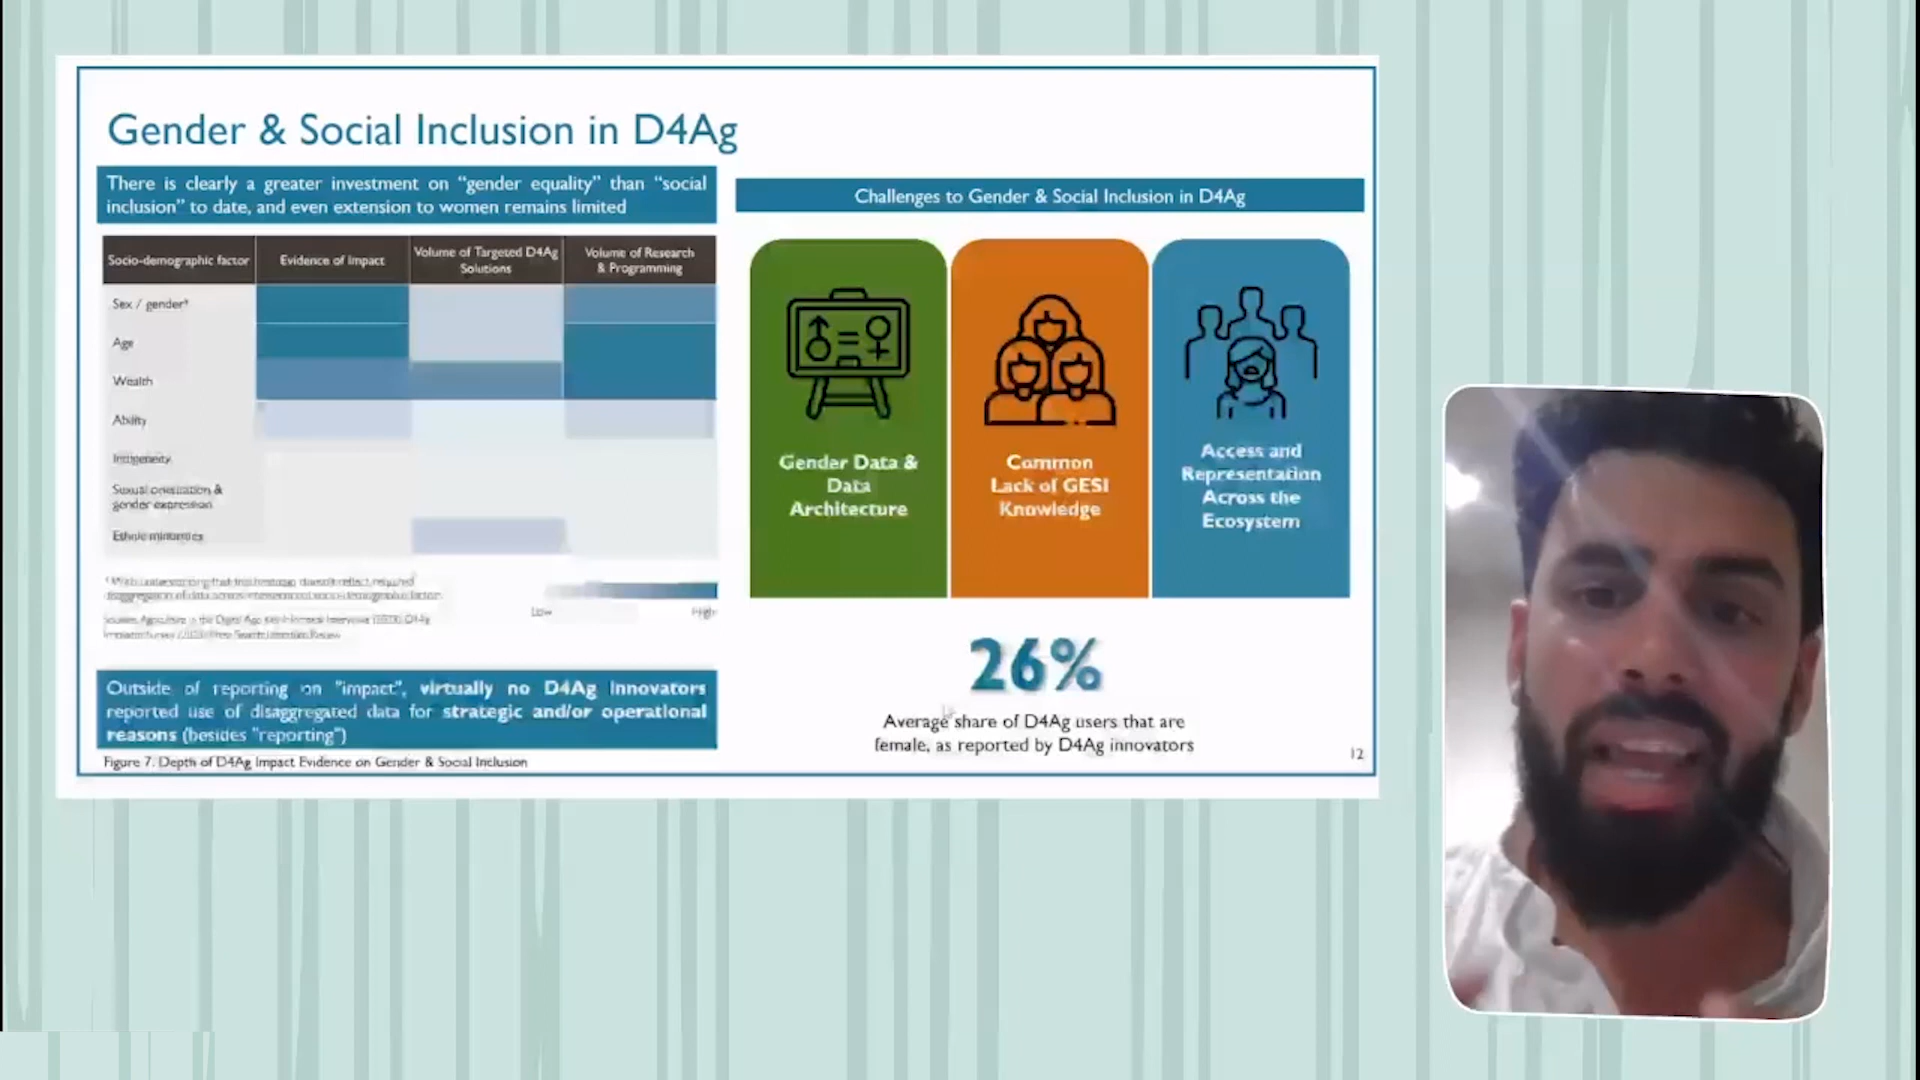 Gender & Social Inclusion in D4Ag
There is clearly a greater investment on "gender equality" than "social
inclusion" to date, and even extension to women remains limited
Socio-demographic factor
Evidence of Impact
Volume of Targeted D4Ag
Solutions
Volume of Research
& Programming
Sex / gender*
Age
Wealth
Ability
Indigeneity
Sexual orientation &
gender expression
Ethnic minorities
Low
High
Outside of reporting on "impact", virtually no D4Ag innovators
reported use of disaggregated data for strategic and/or operational
reasons (besides "reporting")
Figure 7. Depth of D4Ag Impact Evidence on Gender & Social Inclusion
Challenges to Gender & Social Inclusion in D4Ag
Gender Data &
Data
Architecture
Common
Lack of GESI
Knowledge
Access and
Representation
Across the
Ecosystem
26%
Average share of D4Ag users that are
female, as reported by D4Ag innovators
12